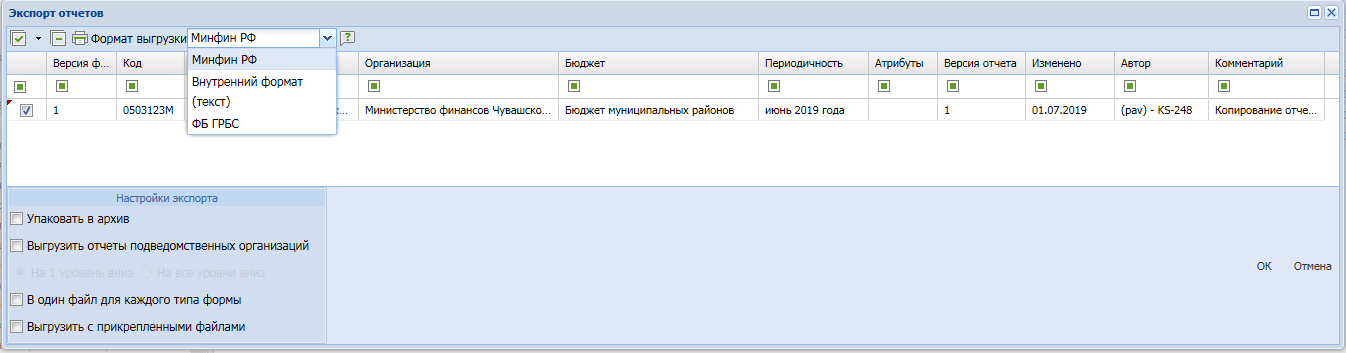 Экспорт отчетов
Формат выгрузки Минфин РФ
Минфин РФ
Внутренний формат
(текст)
ФБ ГРБС
Версия ф... Код Организация Бюджет Периодичность Атрибуты Версия отчета Изменено Автор Комментарий
1 0503123М к... Министерство финансов Чувашско... Бюджет муниципальных районов июнь 2019 года 1 01.07.2019 (pav) - KS-248 Копирование отче...
Настройки экспорта
Упаковать в архив
Выгрузить отчеты подведомственных организаций
На 1 уровень вниз На все уровни вниз
В один файл для каждого типа формы
Выгрузить с прикрепленными файлами
ОК Отмена